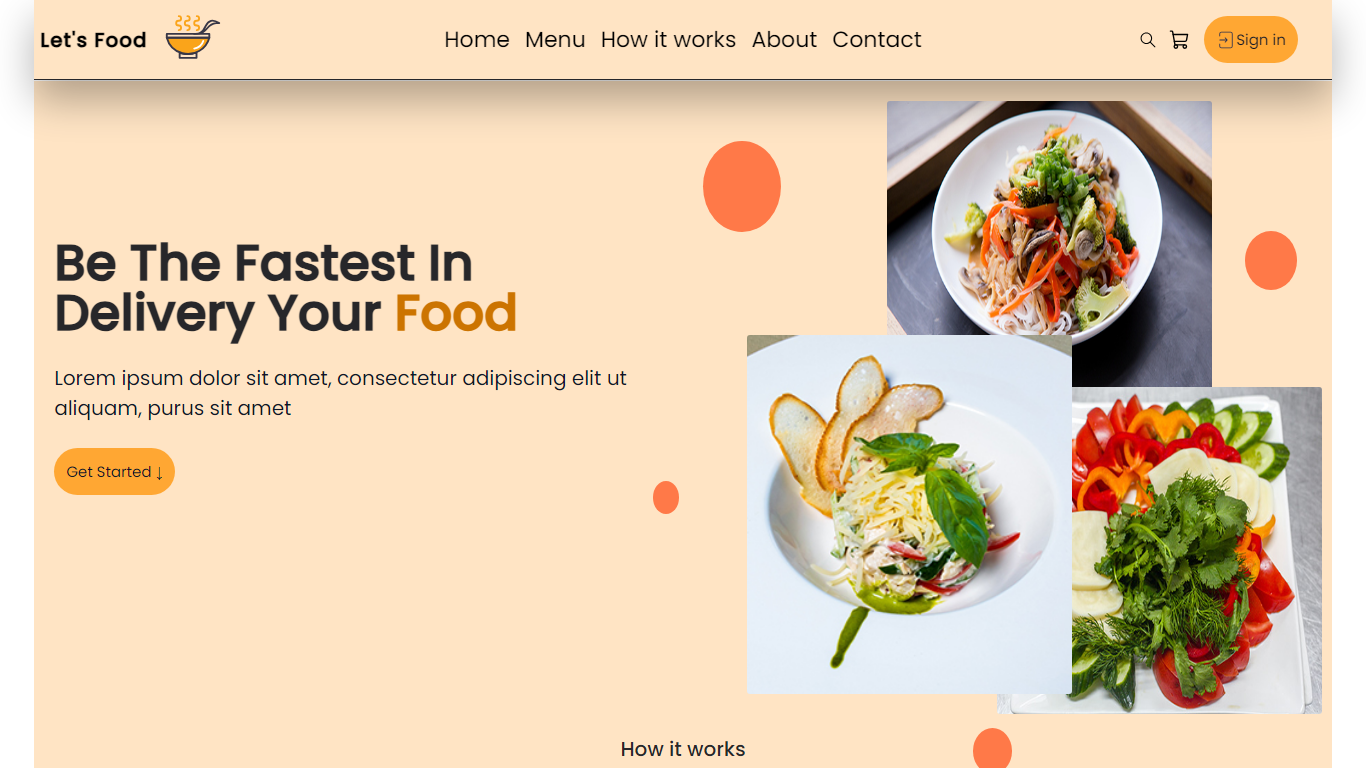 Let's Food
Home Menu How it works About Contact
Sign in
Be The Fastest In
Delivery Your Food
Lorem ipsum dolor sit amet, consectetur adipiscing elit ut
aliquam, purus sit amet
Get Started ↓
How it works